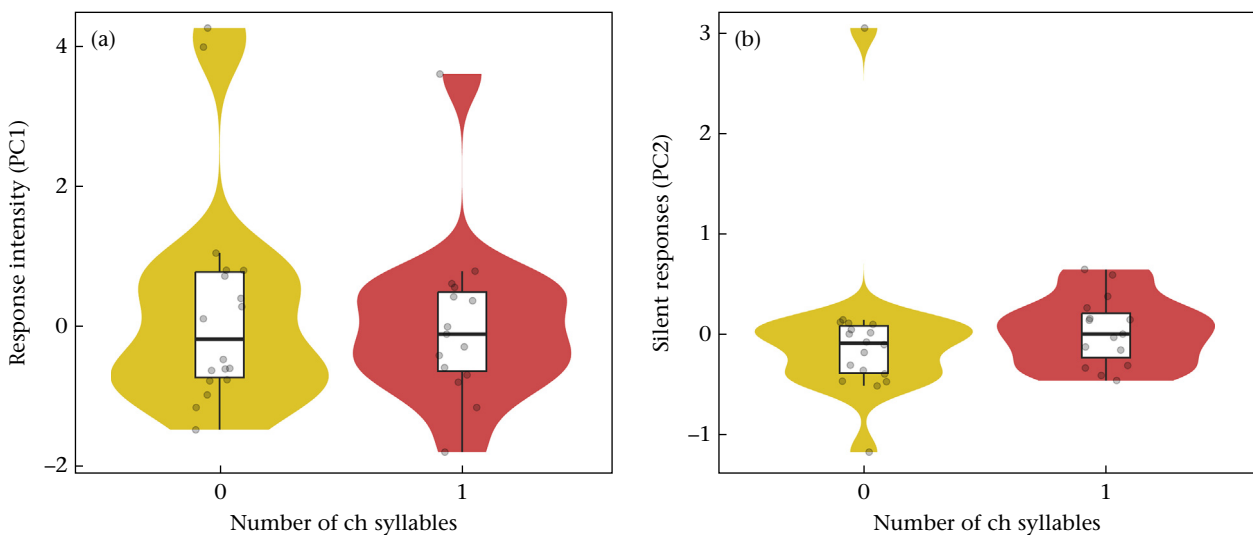 (a)
Response intensity (PC1)
4
2
0
−2
0 1
Number of ch syllables
(b)
Silent responses (PC2)
3
2
1
0
−1
0 1
Number of ch syllables